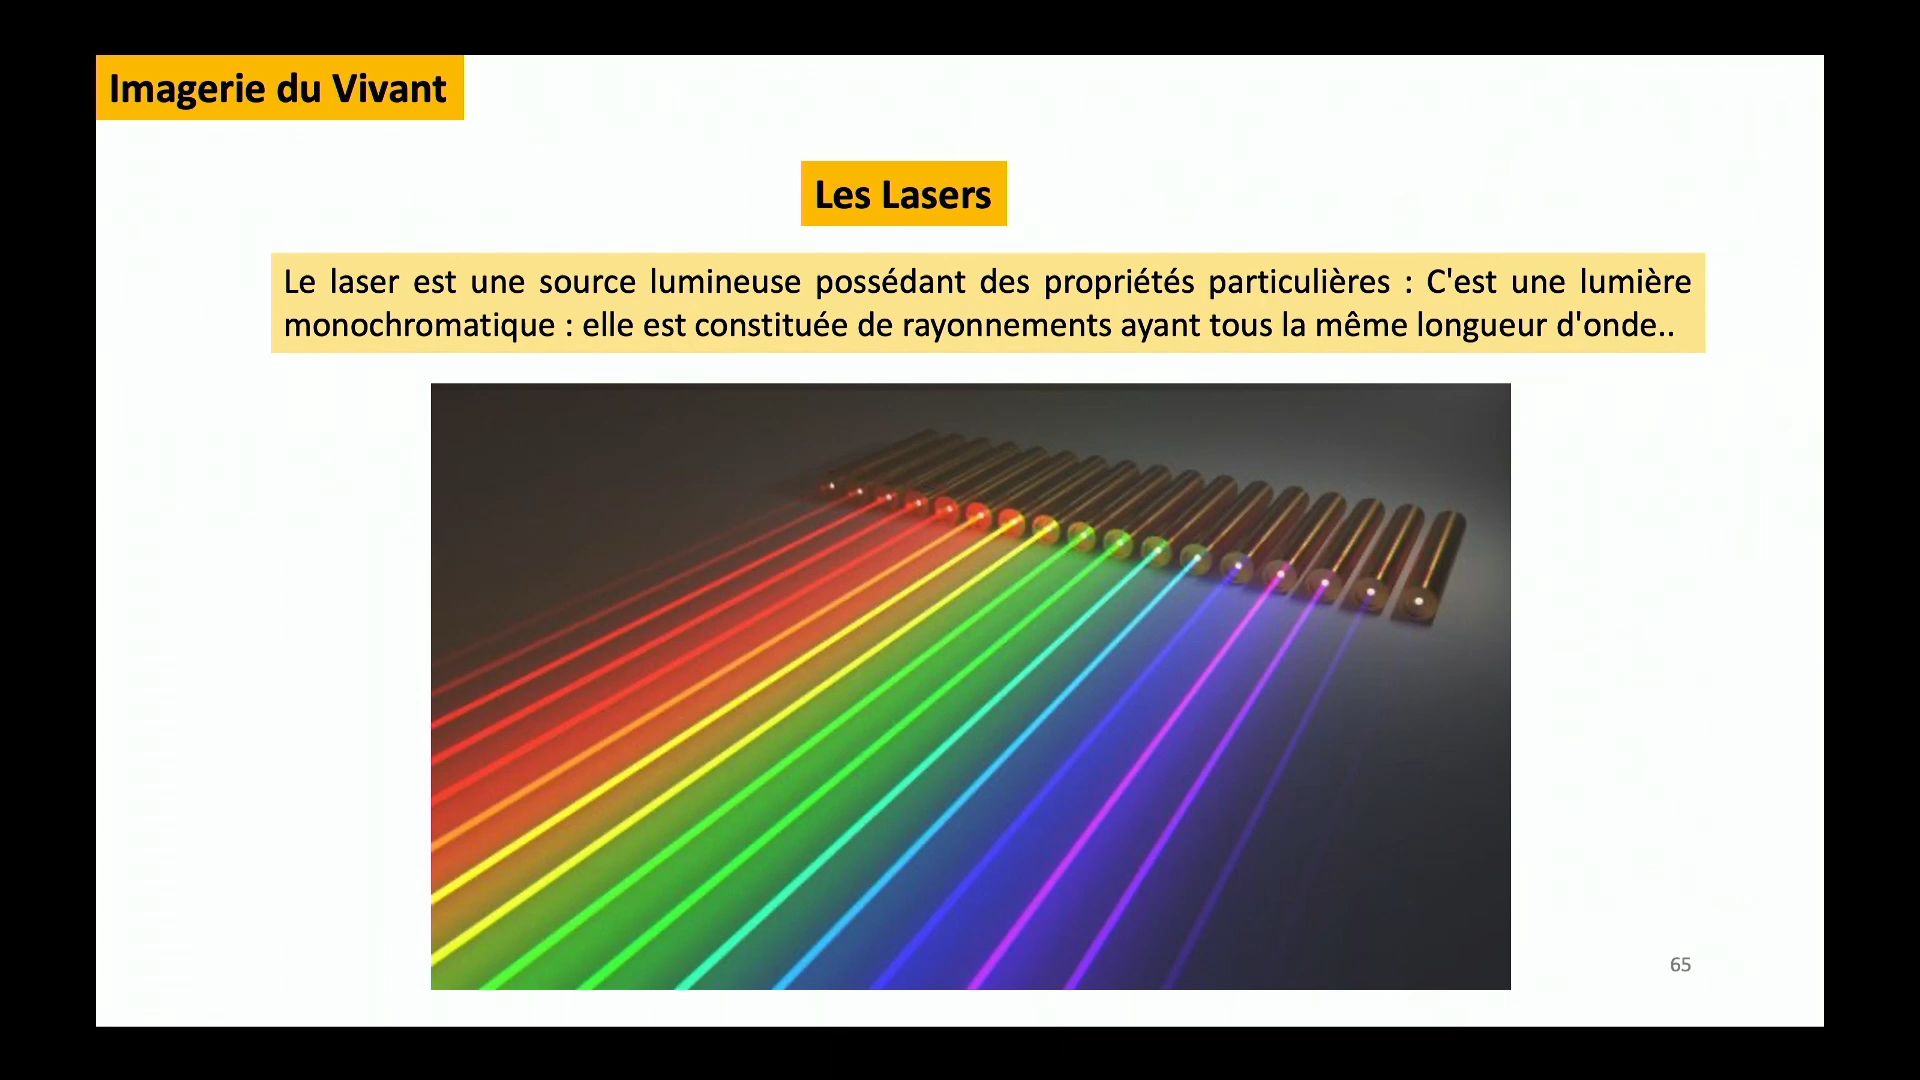 Imagerie du Vivant
Les Lasers
Le laser est une source lumineuse possédant des propriétés particulières : C'est une lumière
monochromatique : elle est constituée de rayonnements ayant tous la même longueur d'onde..
65